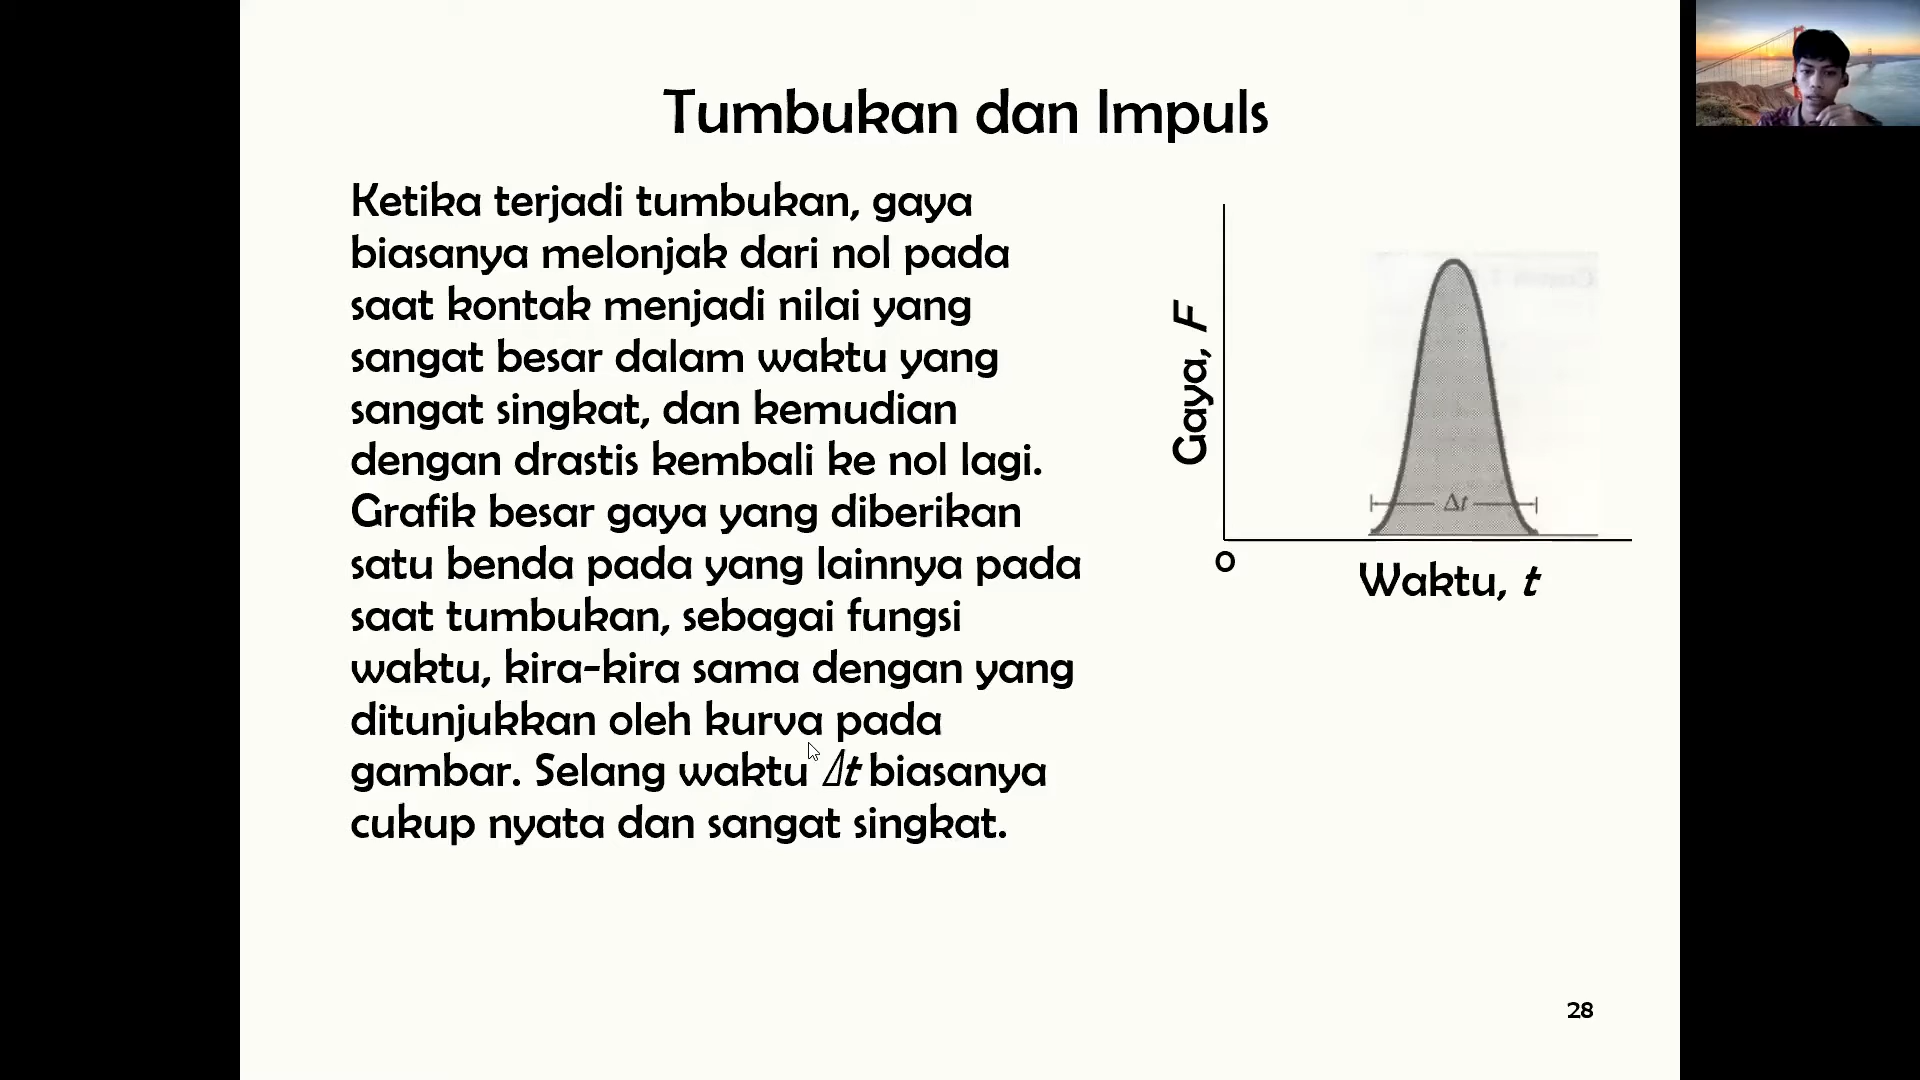 Tumbukan dan Impuls
Ketika terjadi tumbukan, gaya
biasanya melonjak dari nol pada
saat kontak menjadi nilai yang
sangat besar dalam waktu yang
sangat singkat, dan kemudian
dengan drastis kembali ke nol lagi.
Grafik besar gaya yang diberikan
satu benda pada yang lainnya pada
saat tumbukan, sebagai fungsi
waktu, kira-kira sama dengan yang
ditunjukkan oleh kurva pada
gambar. Selang waktu Δt biasanya
cukup nyata dan sangat singkat.
Gaya, F
Δt
0
Waktu, t
28